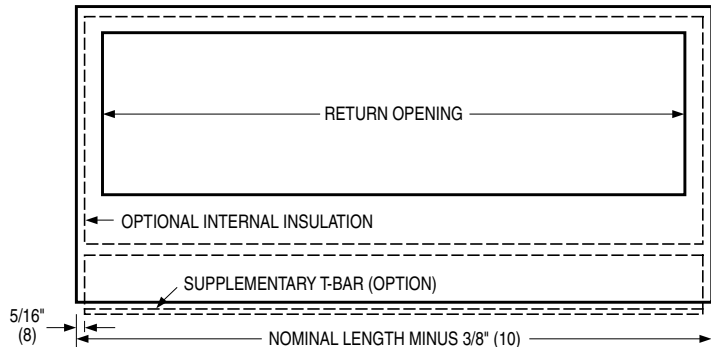 RETURN OPENING
OPTIONAL INTERNAL INSULATION
SUPPLEMENTARY T-BAR (OPTION)
5/16"
(8)
NOMINAL LENGTH MINUS 3/8" (10)